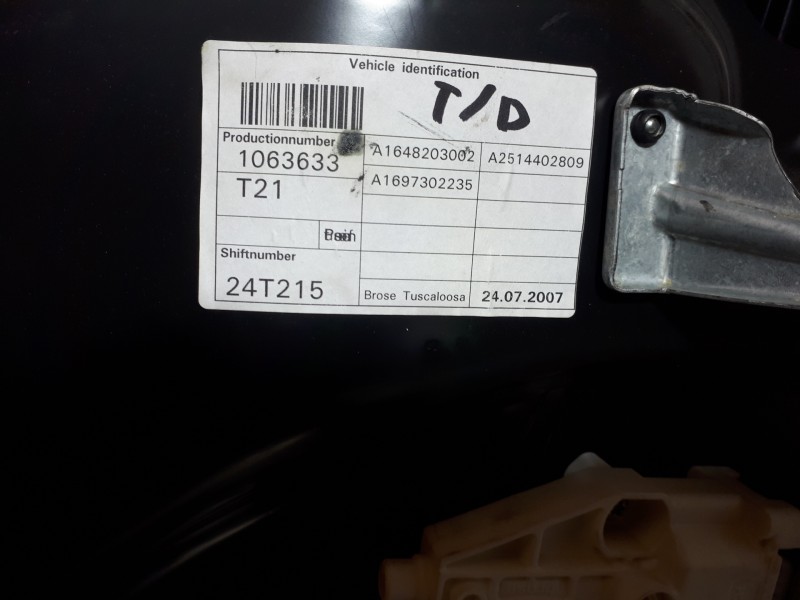 Vehicle identification
T/D
Productionnumber
1063633
A1648203002
A2514402809
T21
A1697302235
Shiftnumber
24T215
Brose Tuscaloosa
24.07.2007